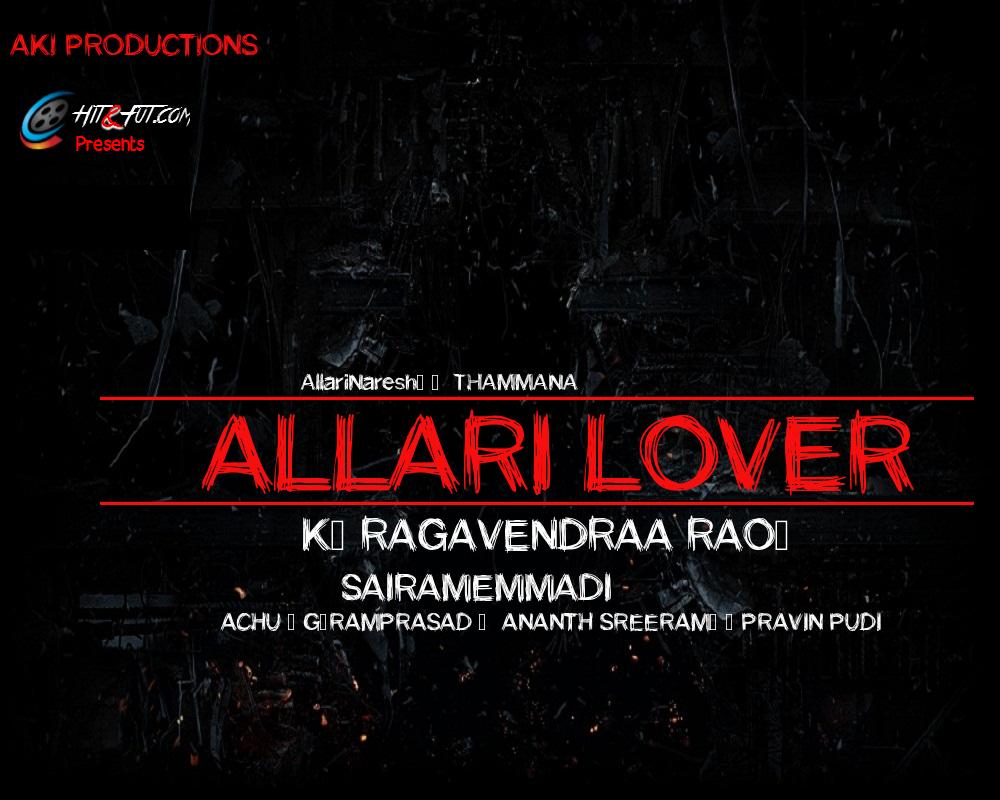 AKI PRODUCTIONS
HIT&FUT.COM
Presents
AllariNaresh▯ ▯ THAMMANA
ALLARI LOVER
K▯ RAGAVENDRAA RAO▯
SAIRAMEMMADI
ACHU ▯ G▯RAMPRASAD ▯ ANANTH SREERAM▯ ▯ PRAVIN PUDI